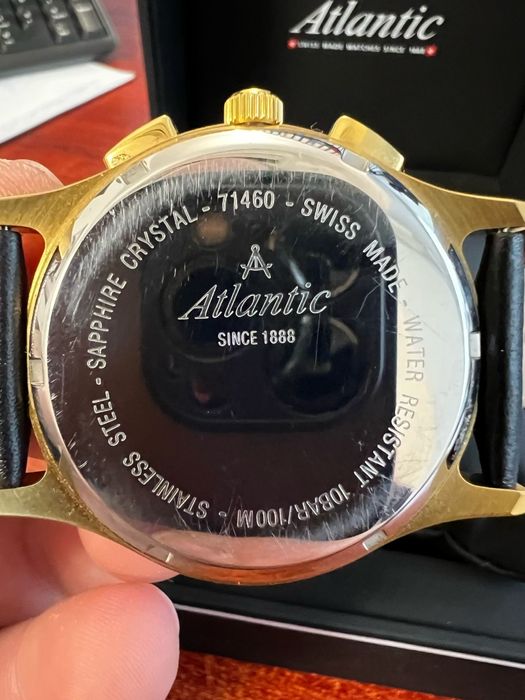 Atlantic
SWISS MADE WATCHES SINCE 1888
STAINLESS STEEL - SAPPHIRE CRYSTAL - 71460 - SWISS MADE - WATER RESISTANT 10BAR/100M -
Atlantic
SINCE 1888